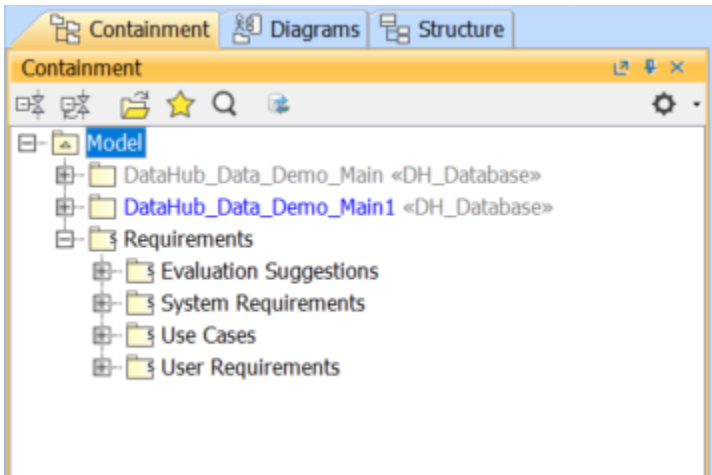 Containment Diagrams Structure
Containment
Model
DataHub_Data_Demo_Main «DH_Database»
DataHub_Data_Demo_Main1 «DH_Database»
Requirements
Evaluation Suggestions
System Requirements
Use Cases
User Requirements